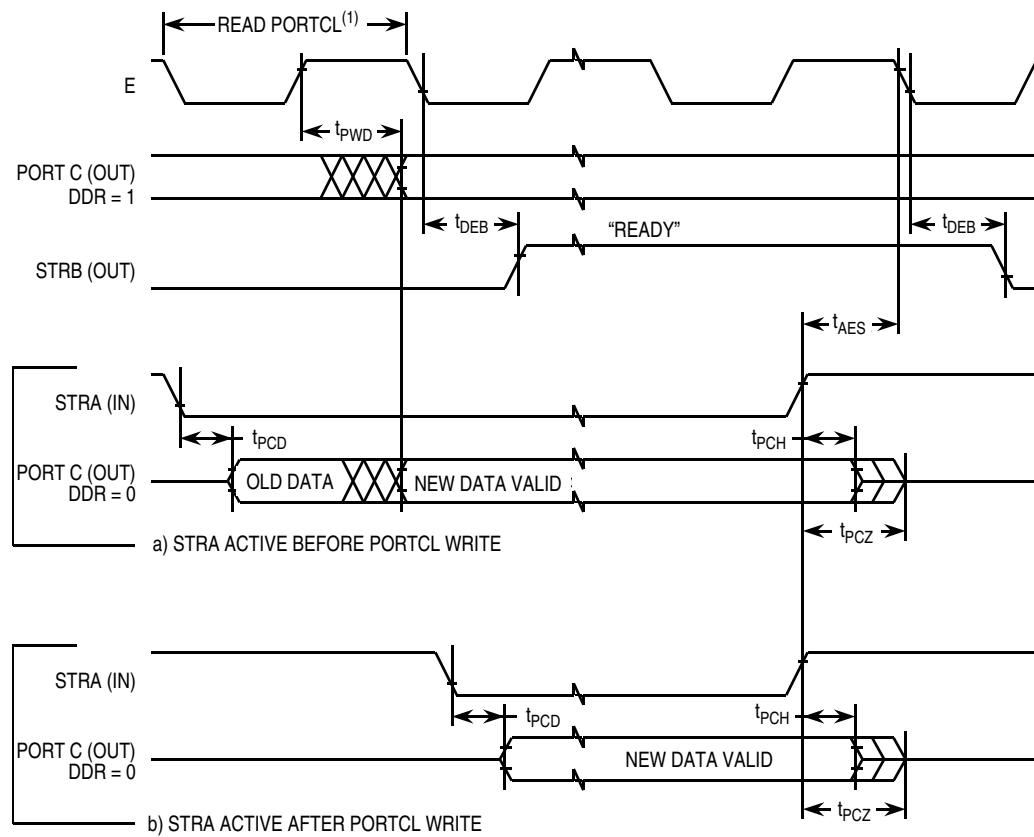 READ PORTCL(1)
E
tPWD
PORT C (OUT)
DDR = 1
tDEB
"READY"
tDEB
STRB (OUT)
tAES
STRA (IN)
tPCD
tPCH
PORT C (OUT)
DDR = 0
OLD DATA
NEW DATA VALID
tPCZ
a) STRA ACTIVE BEFORE PORTCL WRITE
STRA (IN)
tPCD
tPCH
PORT C (OUT)
DDR = 0
NEW DATA VALID
tPCZ
b) STRA ACTIVE AFTER PORTCL WRITE